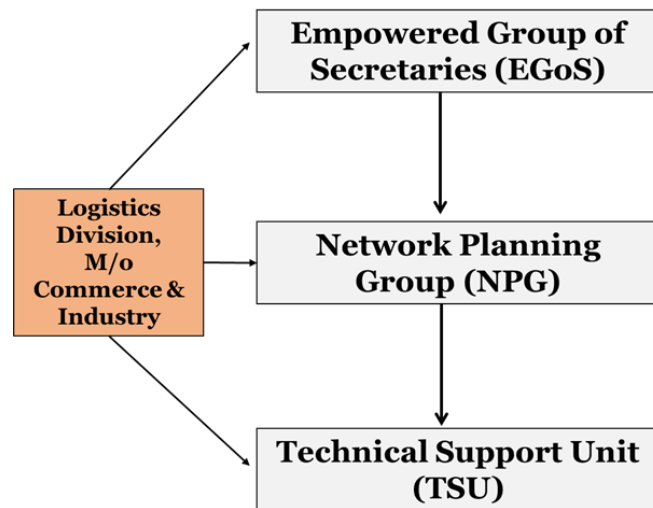 Empowered Group of
Secretaries (EGoS)
Logistics
Division,
M/o
Commerce &
Industry
Network Planning
Group (NPG)
Technical Support Unit
(TSU)